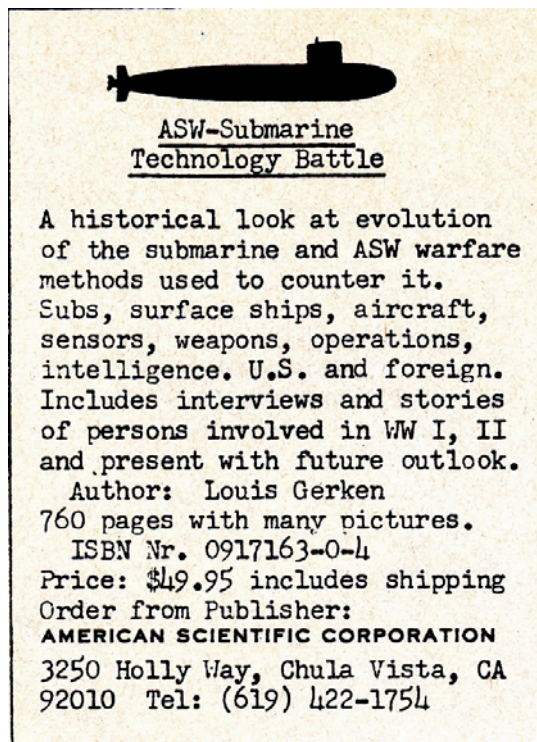 ASW-Submarine
Technology Battle
A historical look at evolution
of the submarine and ASW warfare
methods used to counter it.
Subs, surface ships, aircraft,
sensors, weapons, operations,
intelligence. U.S. and foreign.
Includes interviews and stories
of persons involved in WW I, II
and present with future outlook.
Author: Louis Gerken
760 pages with many pictures.
ISBN Nr. 0917163-0-4
Price: $49.95 includes shipping
Order from Publisher:
AMERICAN SCIENTIFIC CORPORATION
3250 Holly Way, Chula Vista, CA
92010 Tel: (619) 422-1754